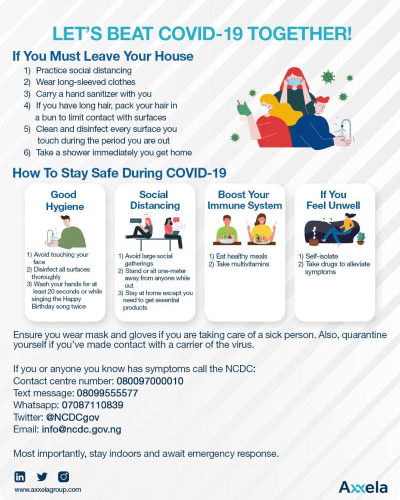 LET'S BEAT COVID-19 TOGETHER!
If You Must Leave Your House
1) Practice social distancing
2) Wear long-sleeved clothes
3) Carry a hand sanitizer with you
4) If you have long hair, pack your hair in
a bun to limit contact with surfaces
5) Clean and disinfect every surface you
touch during the period you are out
6) Take a shower immediately you get home
How To Stay Safe During COVID-19
Good
Hygiene
1) Avoid touching your
face
2) Disinfect all surfaces
thoroughly
3) Wash your hands for at
least 20 seconds or while
singing the Happy
Birthday song twice
Social
Distancing
1) Avoid large social
gatherings
2) Stand or sit one-meter
away from anyone while
out
3) Stay at home except you
need to get essential
products
Boost Your
Immune System
1) Eat healthy meals
2) Take multivitamins
If You
Feel Unwell
1) Self-isolate
2) Take drugs to alleviate
symptoms
Ensure you wear mask and gloves if you are taking care of a sick person. Also, quarantine
yourself if you've made contact with a carrier of the virus.
If you or anyone you know has symptoms call the NCDC:
Contact centre number: 080097000010
Text message: 08099555577
Whatsapp: 07087110839
Twitter: @NCDCgov
Email: info@ncdc.gov.ng
Most importantly, stay indoors and await emergency response.
www.axxelagroup.com
Axxela